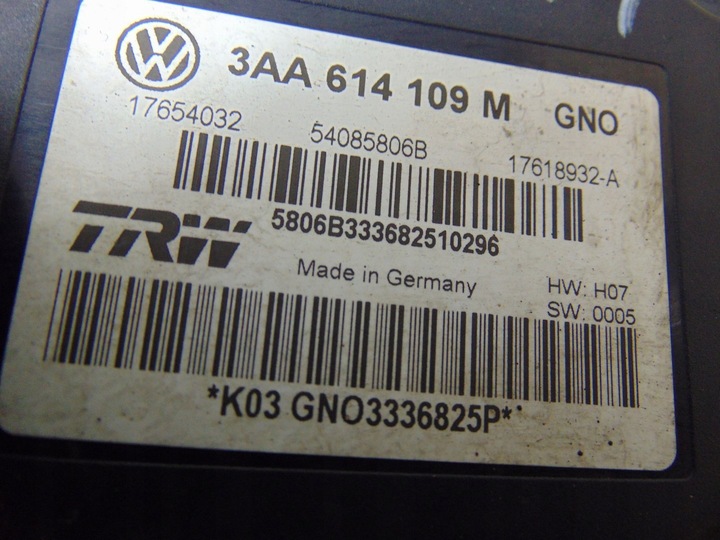 3AA 614 109 M GNO
17654032 54085806B 17618932-A
5806B333682510296
TRW
Made in Germany
HW: H07
SW: 0005
*K03 GNO3336825P*